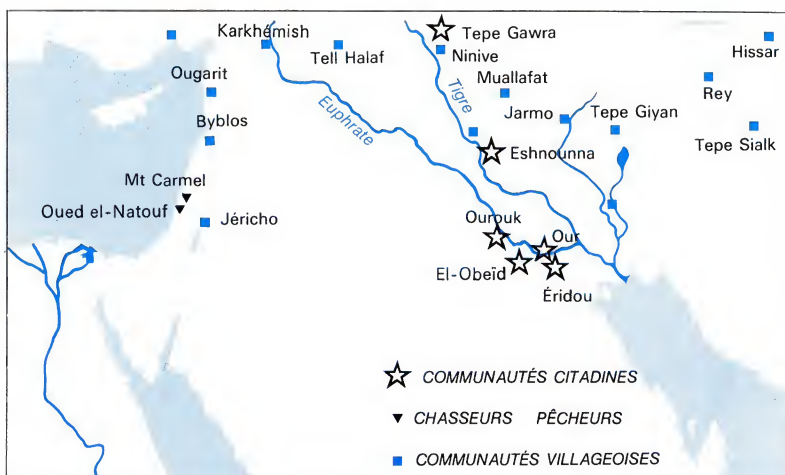 Tepe Gawra
Karkhémish
Hissar
Tell Halaf
Ninive
Ougarit
Muallafat
Rey
Tigre
Euphrate
Jarmo
Tepe Giyan
Byblos
Tepe Sialk
Eshnounna
Mt Carmel
Oued el-Natouf
Jéricho
Ourouk
Our
El-Obeïd
Éridou
COMMUNAUTÉS CITADINES
CHASSEURS PÊCHEURS
COMMUNAUTÉS VILLAGEOISES